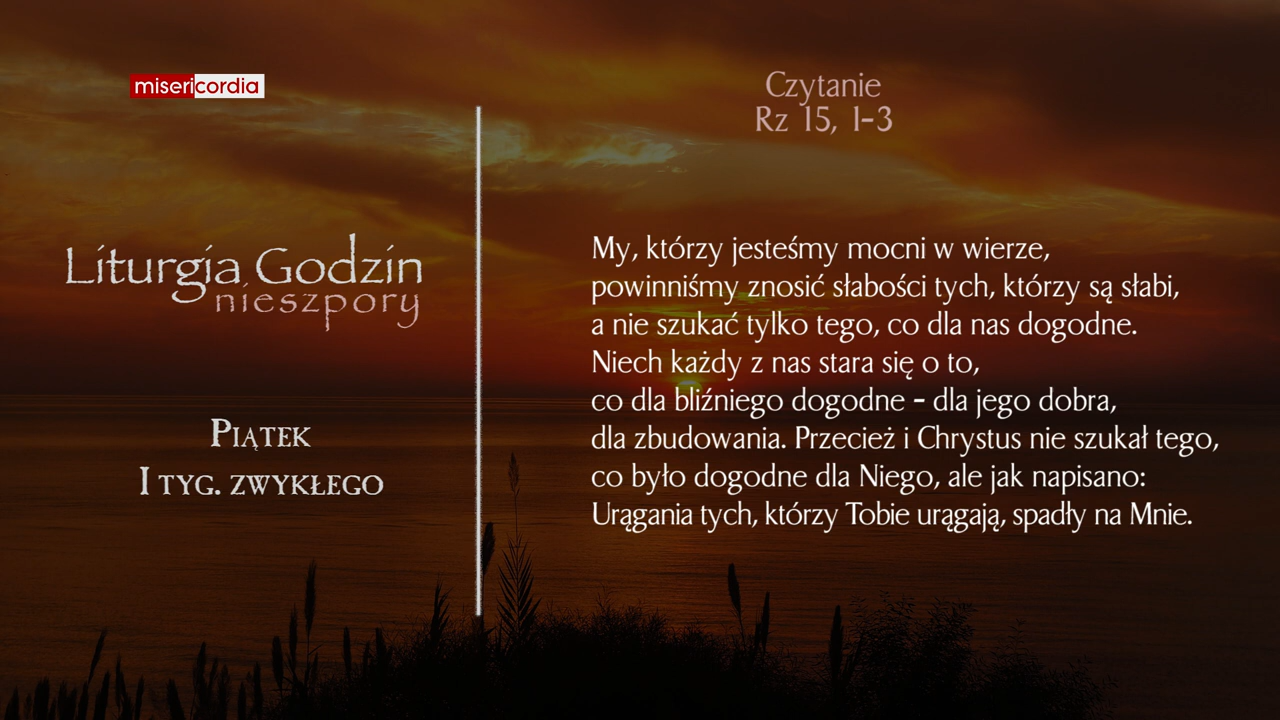 misericordia
Liturgia Godzin
nieszpory
Piątek
I tyg. zwykłego
Czytanie
Rz 15, 1-3
My, którzy jesteśmy mocni w wierze,
powinniśmy znosić słabości tych, którzy są słabi,
a nie szukać tylko tego, co dla nas dogodne.
Niech każdy z nas stara się o to,
co dla bliźniego dogodne - dla jego dobra,
dla zbudowania. Przecież i Chrystus nie szukał tego,
co było dogodne dla Niego, ale jak napisano:
Urągania tych, którzy Tobie urągają, spadły na Mnie.